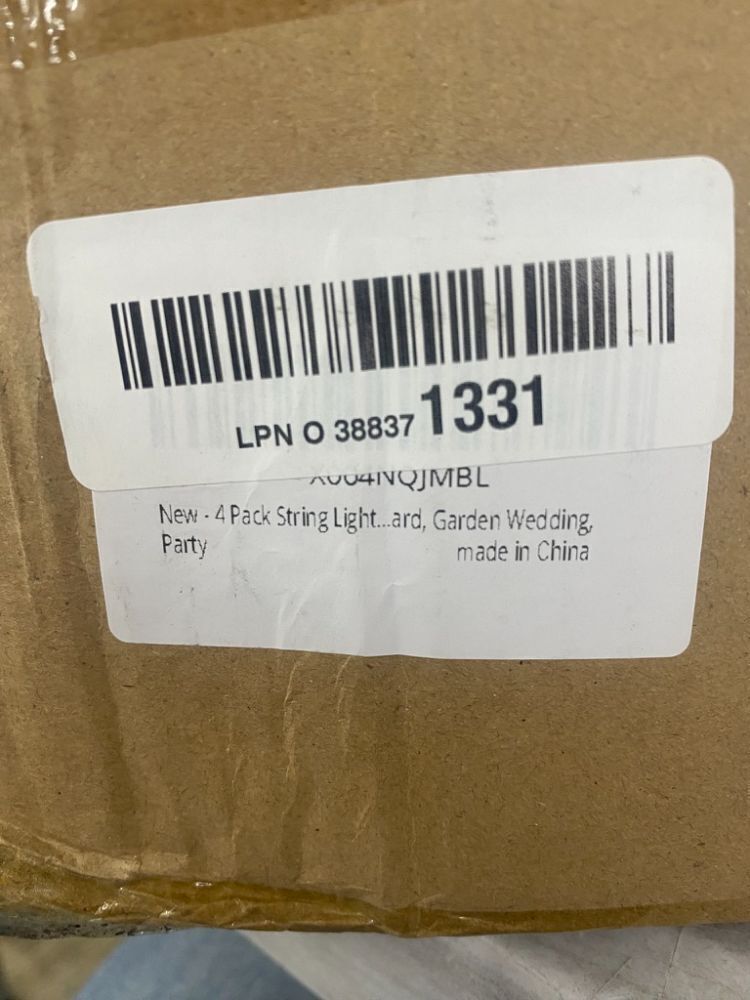 LPN O 38837 1331
X004NQJMBL
New - 4 Pack String Light...ard, Garden Wedding,
Party made in China